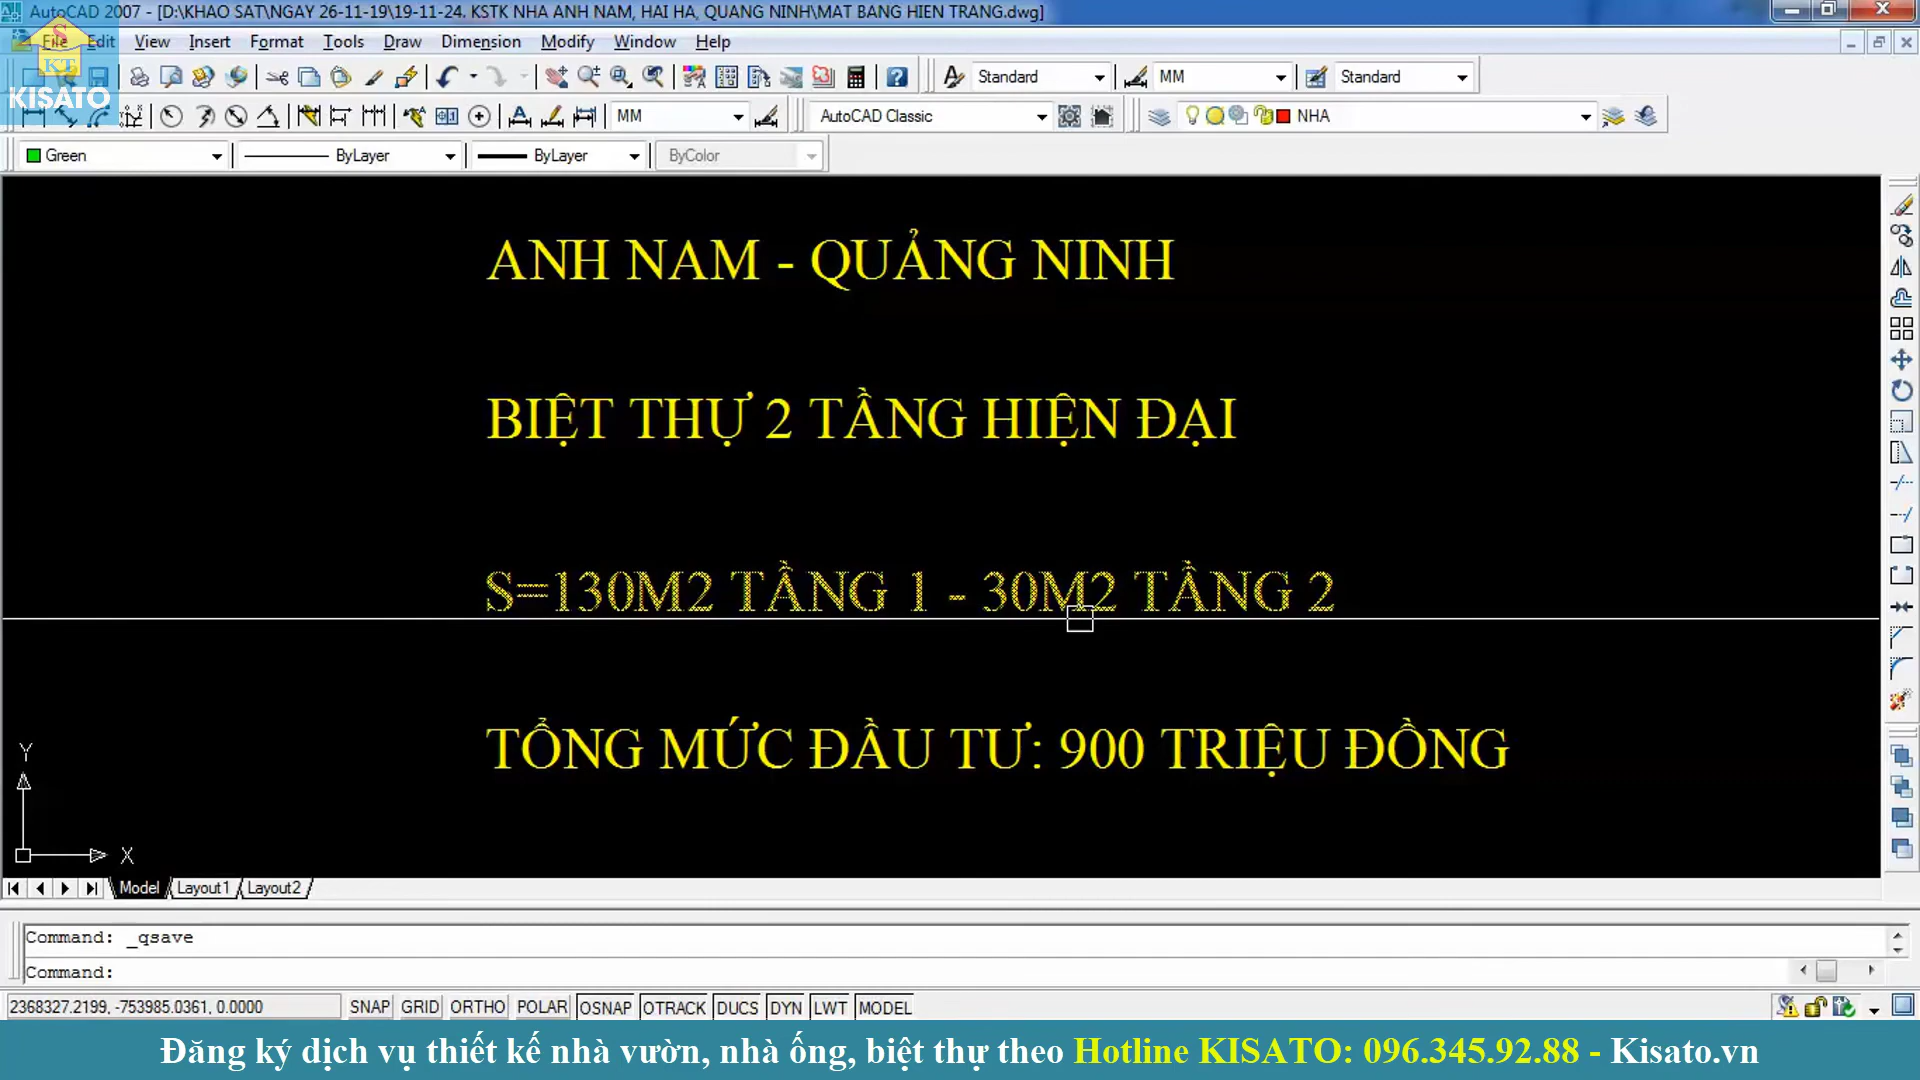 AutoCAD 2007 - [D:\KHAO SAT\NGAY 26-11-19\19-11-24. KSTK NHA ANH NAM, HAI HA, QUANG NINH\MAT BANG HIEN TRANG.dwg]
File Edit View Insert Format Tools Draw Dimension Modify Window Help
S
KT
KISATO
Standard MM Standard
MM AutoCAD Classic NHA
Green ByLayer ByLayer ByColor
ANH NAM - QUẢNG NINH
BIỆT THỰ 2 TẦNG HIỆN ĐẠI
S=130M2 TẦNG 1 - 30M2 TẦNG 2
TỔNG MỨC ĐẦU TƯ: 900 TRIỆU ĐỒNG
Y
X
Model Layout1 Layout2
Command: _qsave
Command:
2368327.2199, -753985.0361, 0.0000 SNAP GRID ORTHO POLAR OSNAP OTRACK DUCS DYN LWT MODEL
Đăng ký dịch vụ thiết kế nhà vườn, nhà ống, biệt thự theo Hotline KISATO: 096.345.92.88 - Kisato.vn